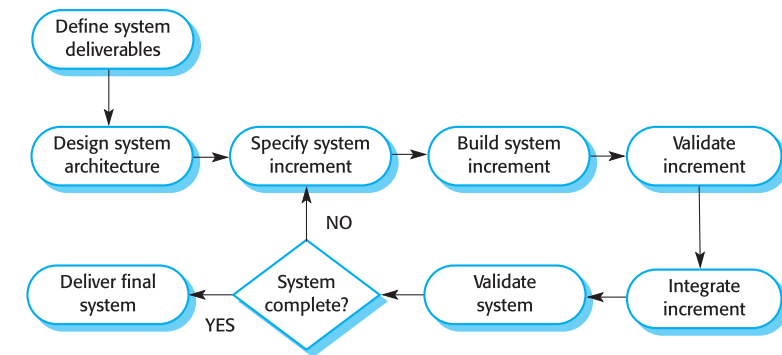 Define system
deliverables
Design system
architecture
Specify system
increment
Build system
increment
Validate
increment
NO
Deliver final
system
YES
System
complete?
Validate
system
Integrate
increment